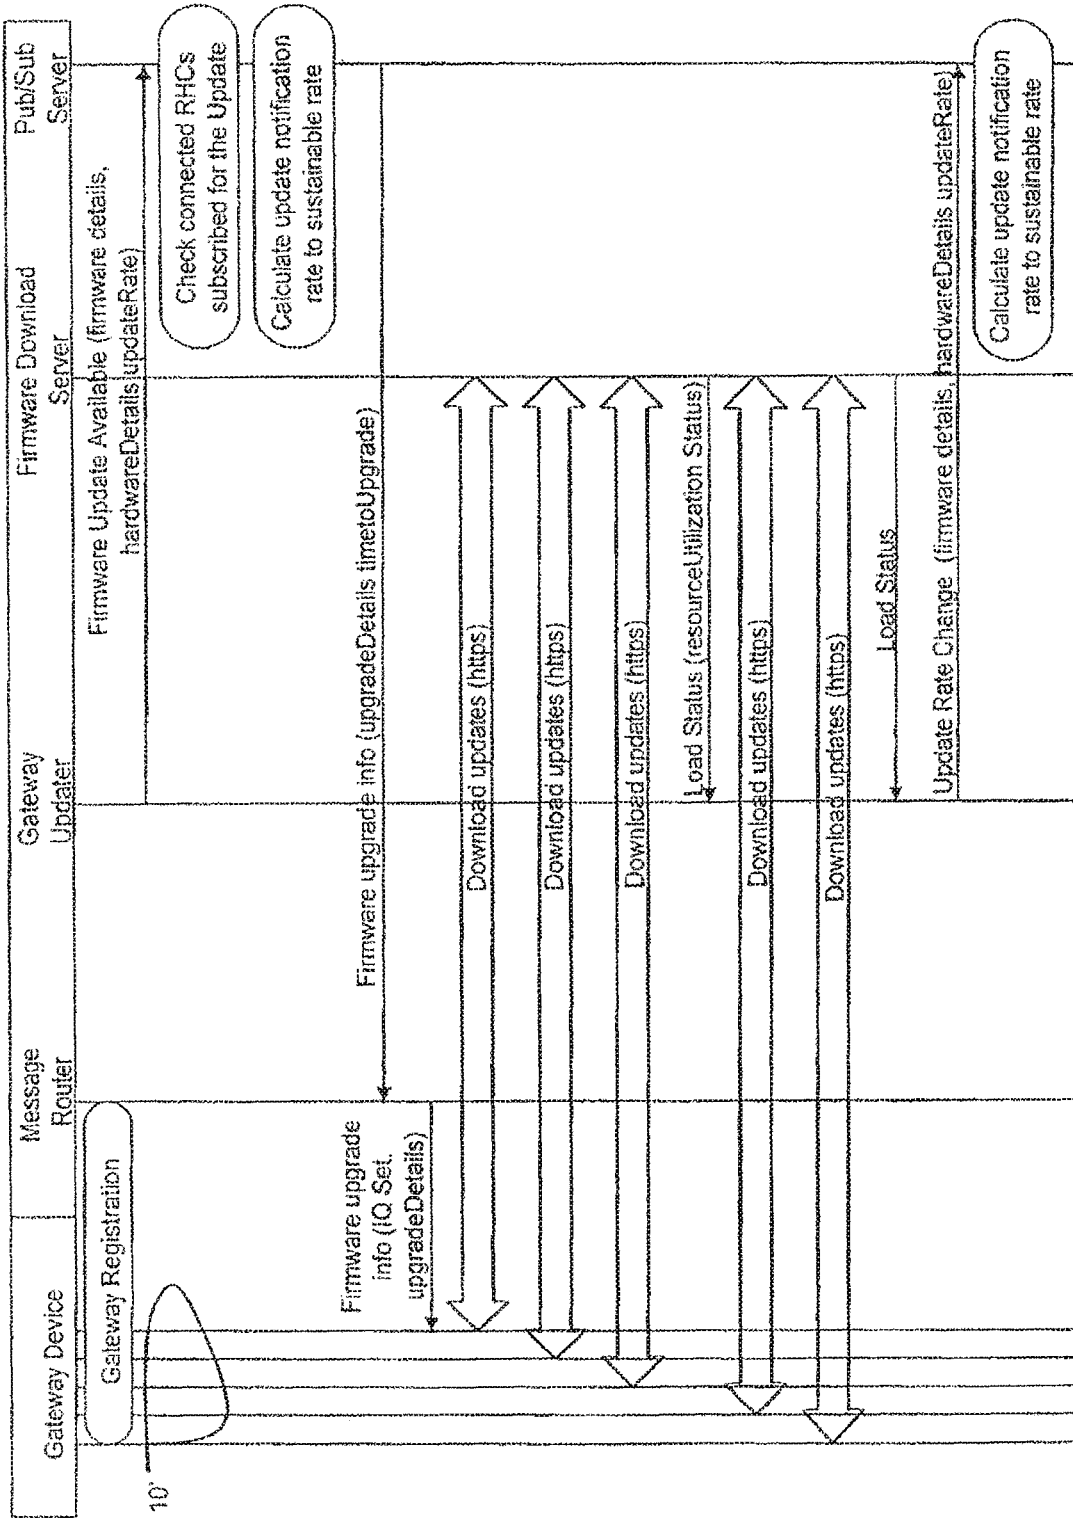 Gateway Device
Message
Router
Gateway
Updater
Firmware Download
Server
Pub/Sub
Server
Gateway Registration
10'
Firmware Update Available (firmware details,
hardwareDetails updateRate)
Check connected RHCs
subscribed for the Update
Calculate update notification
rate to sustainable rate
Firmware upgrade info (upgradeDetails timetoUpgrade)
Firmware upgrade
info (IQ Set,
upgradeDetails)
Download updates (https)
Download updates (https)
Download updates (https)
Load Status (resourceUtilization Status)
Download updates (https)
Download updates (https)
Load Status
Update Rate Change (firmware details, hardwareDetails updateRate)
Calculate update notification
rate to sustainable rate